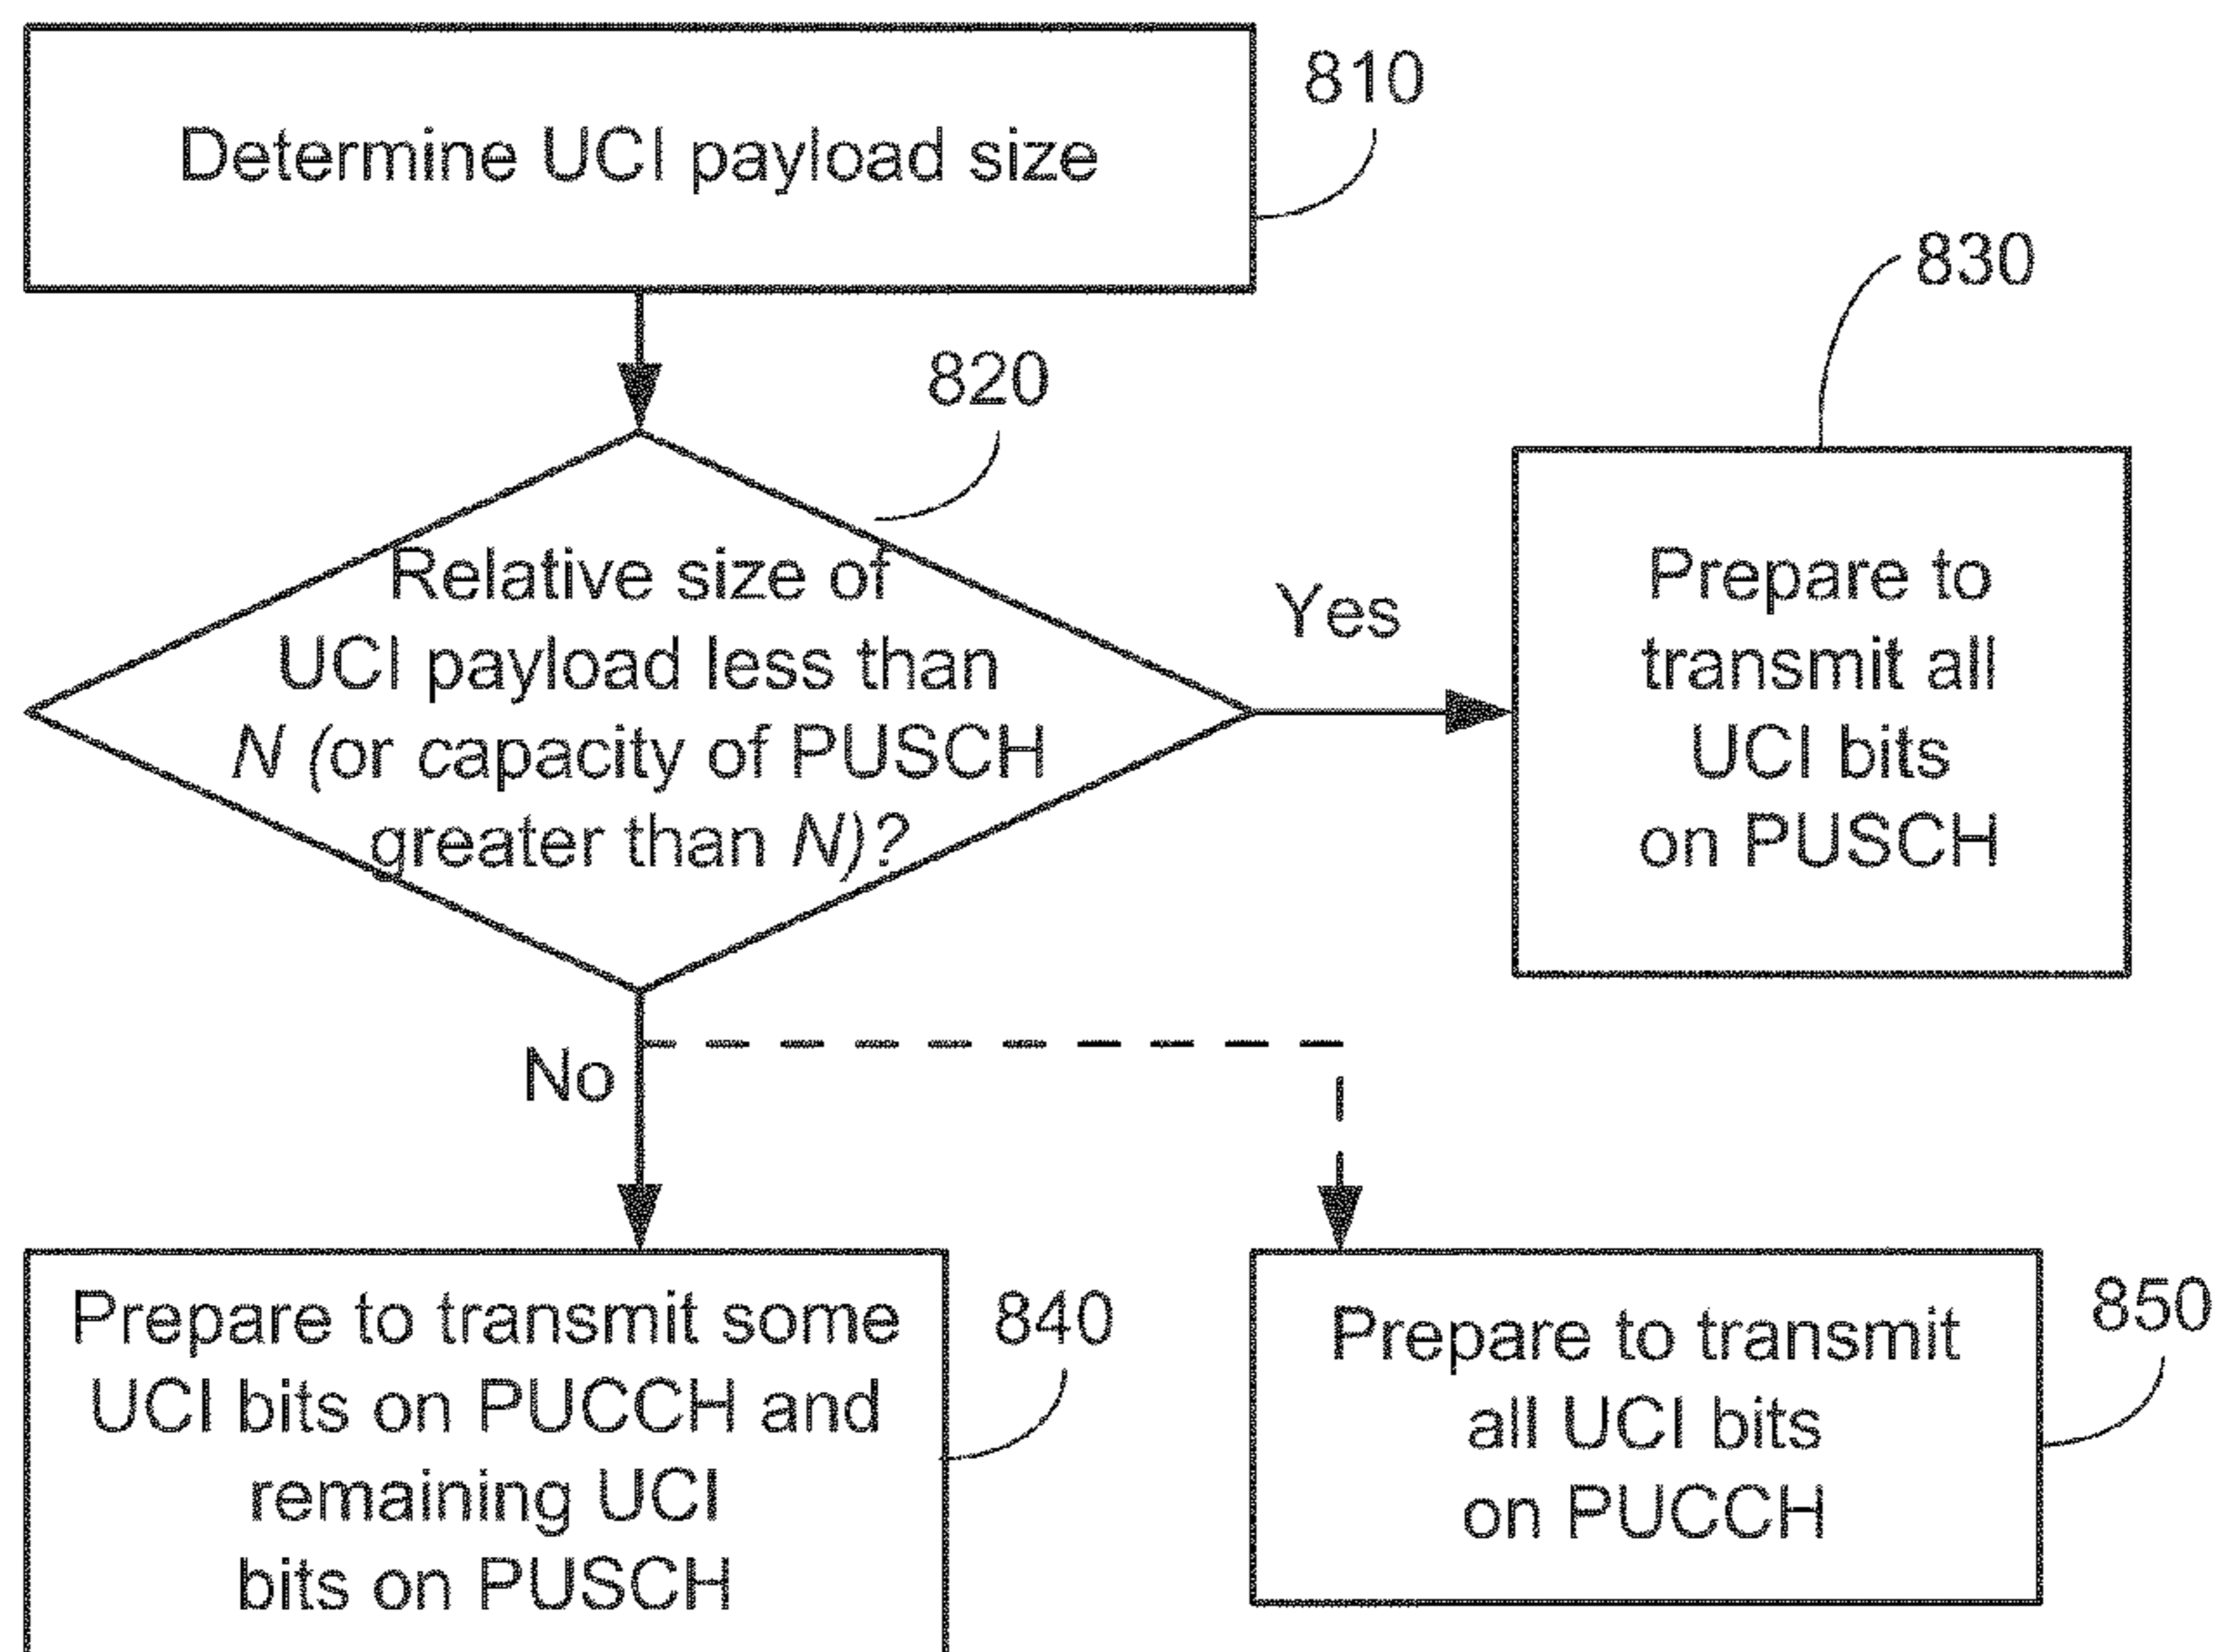 Determine UCI payload size
810
820
830
Relative size of
UCI payload less than
N (or capacity of PUSCH
greater than N)?
Yes
Prepare to
transmit all
UCI bits
on PUSCH
No
Prepare to transmit some
UCI bits on PUCCH and
remaining UCI
bits on PUSCH
840
Prepare to transmit
all UCI bits
on PUCCH
850